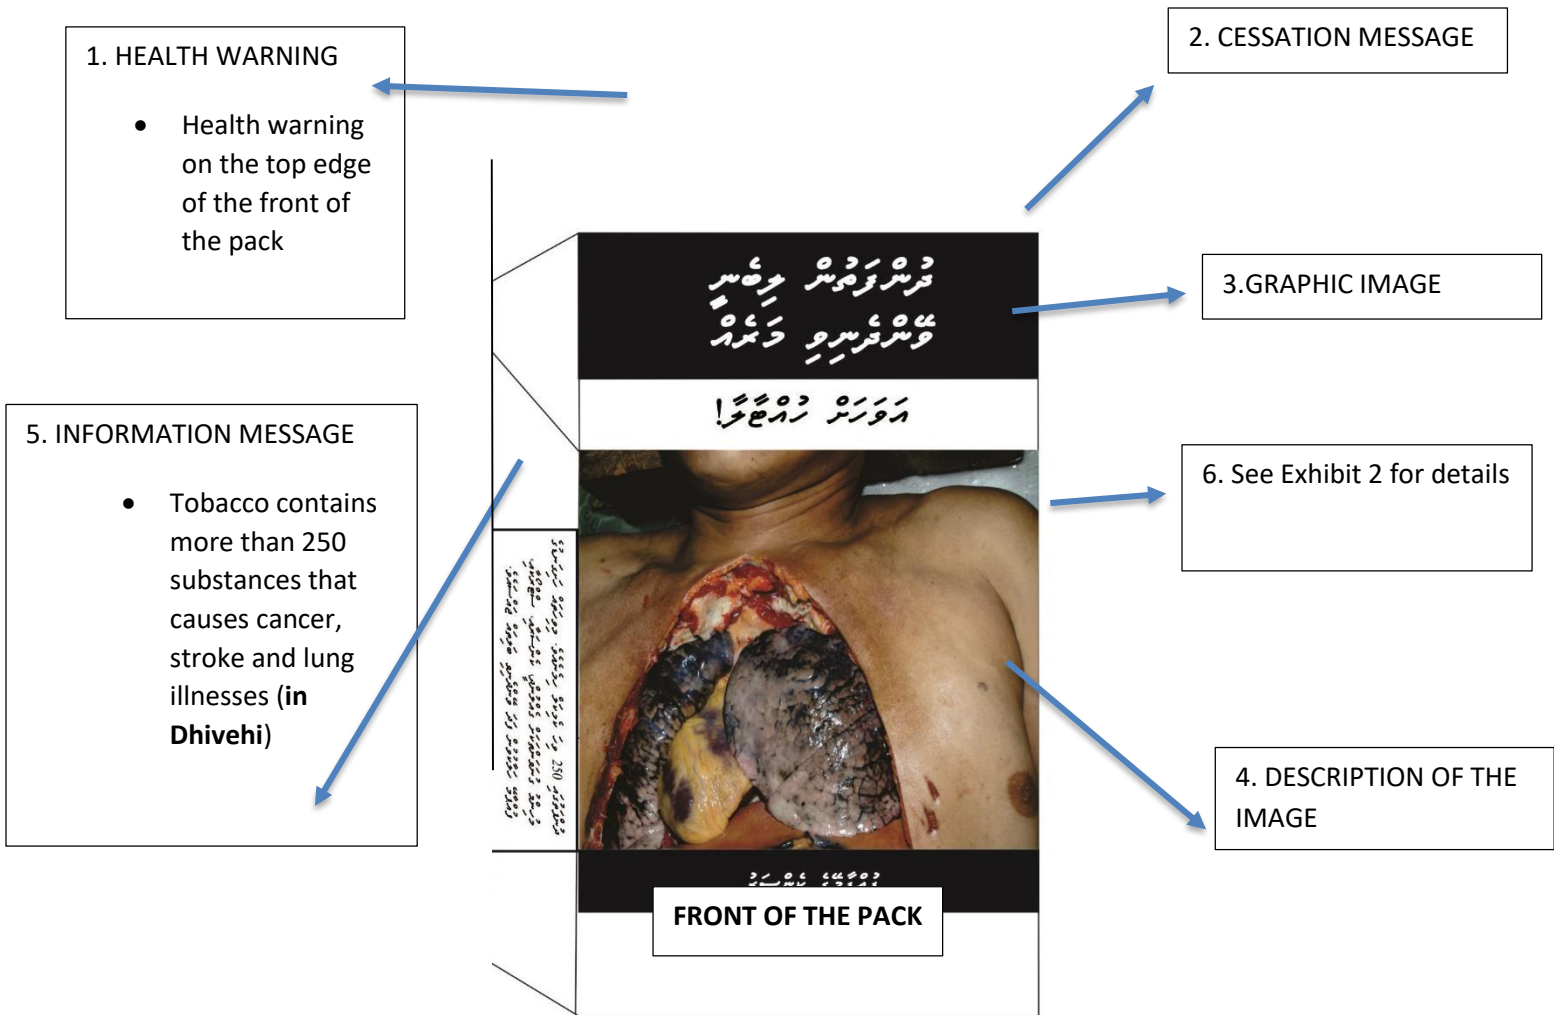 1. HEALTH WARNING
• Health warning
on the top edge
of the front of
the pack
2. CESSATION MESSAGE
3.GRAPHIC IMAGE
ދުންފަތުން ލިބެނީ
ވޭންދެނިވި މަރެއް
އަވަހަށް ހުއްޓާލާ!
5. INFORMATION MESSAGE
• Tobacco contains
more than 250
substances that
causes cancer,
stroke and lung
illnesses (in
Dhivehi)
6. See Exhibit 2 for details
4. DESCRIPTION OF THE
IMAGE
250
FRONT OF THE PACK